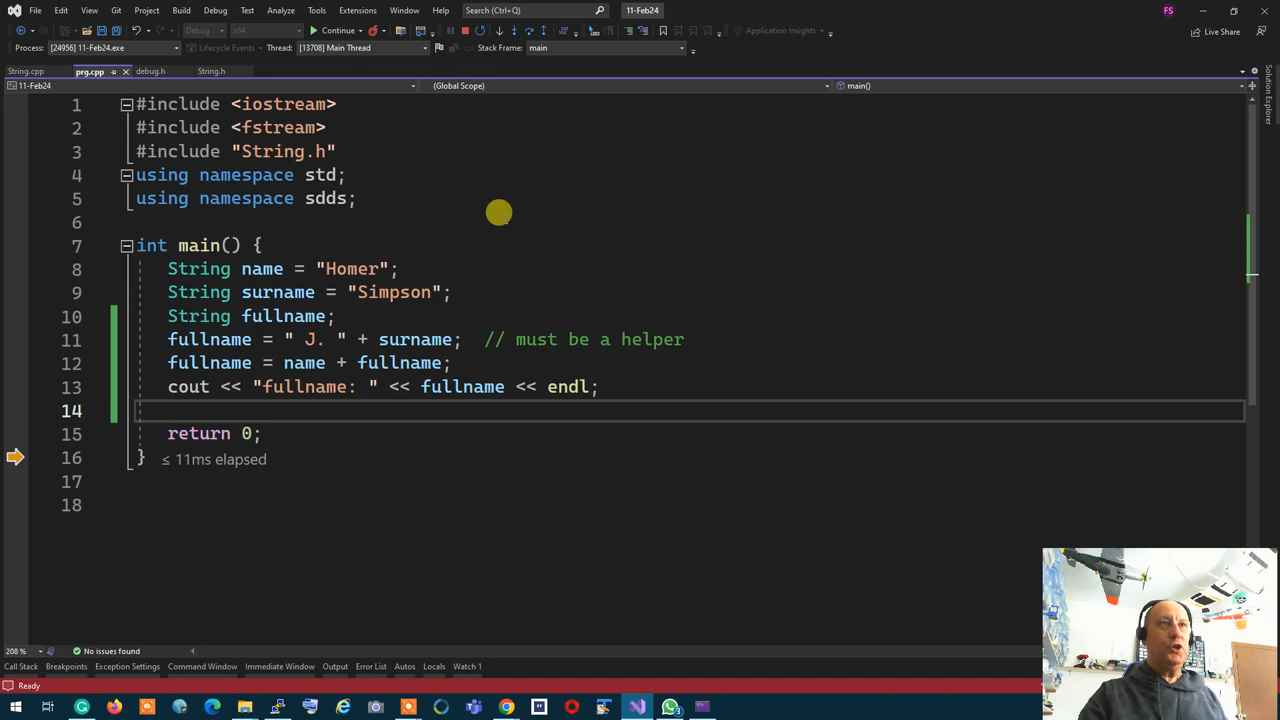 File Edit View Git Project Build Debug Test Analyze Tools Extensions Window Help Search (Ctrl+Q) 11-Feb24 FS
Debug x64 Continue Application Insights Live Share
Process: [24956] 11-Feb24.exe Lifecycle Events Thread: [13708] Main Thread Stack Frame: main
String.cpp prg.cpp debug.h String.h
11-Feb24 (Global Scope) main()
Solution Explorer
1 #include <iostream>
2 #include <fstream>
3 #include "String.h"
4 using namespace std;
5 using namespace sdds;
6
7 int main() {
8 String name = "Homer";
9 String surname = "Simpson";
10 String fullname;
11 fullname = " J. " + surname; // must be a helper
12 fullname = name + fullname;
13 cout << "fullname: " << fullname << endl;
14
15 return 0;
16 } ≤ 11ms elapsed
17
18
208 % No issues found
Call Stack Breakpoints Exception Settings Command Window Immediate Window Output Error List Autos Locals Watch 1
Ready